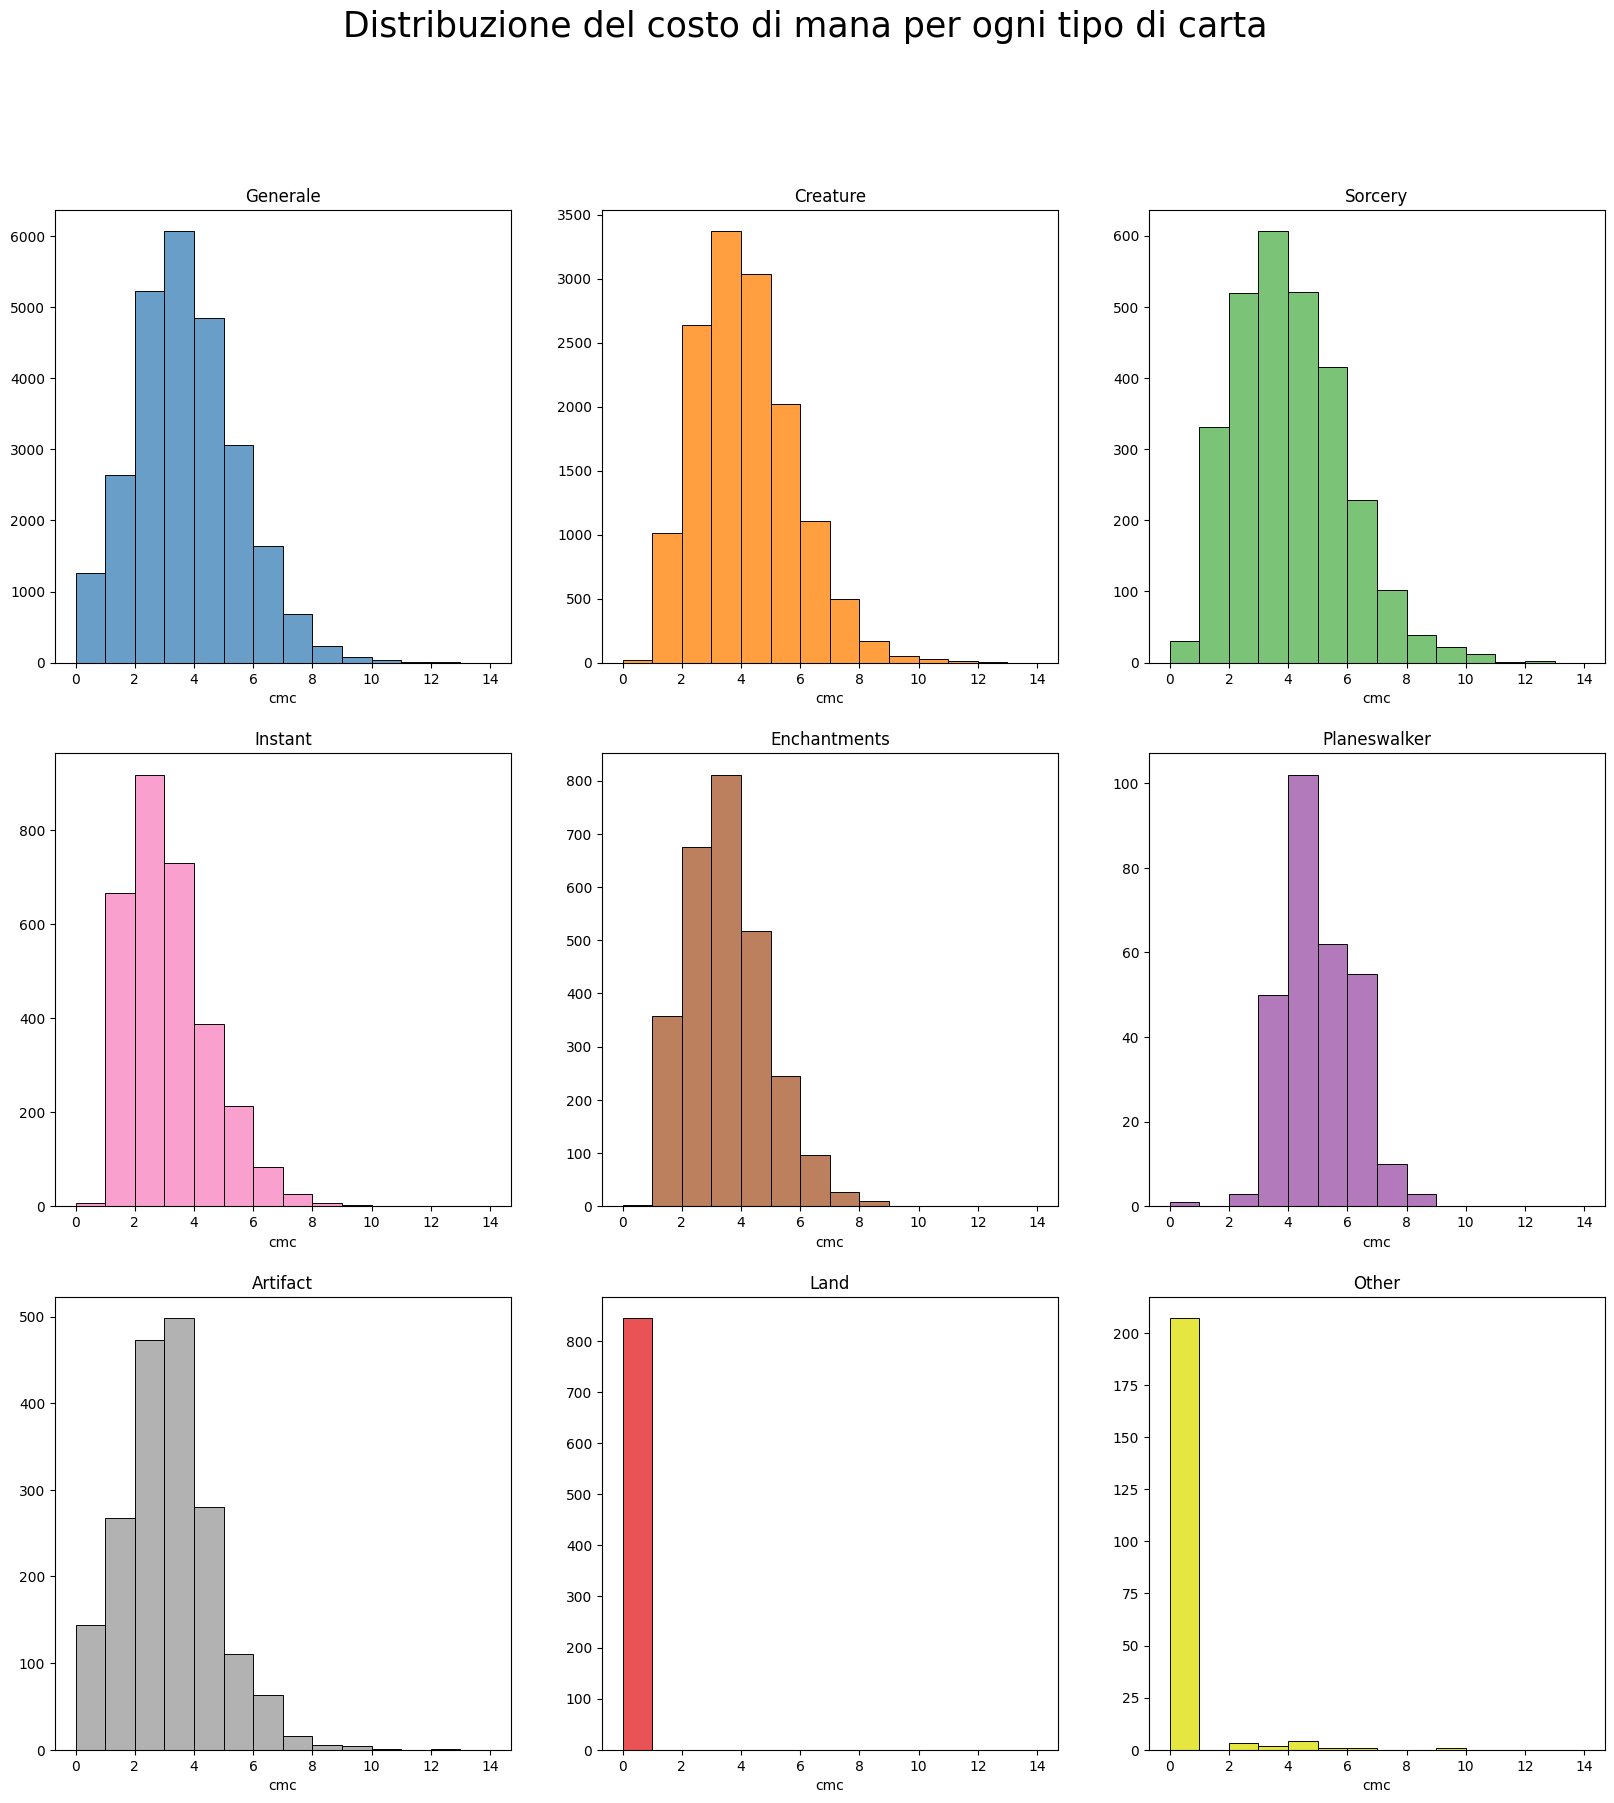 Distribuzione del costo di mana per ogni tipo di carta
Generale
6000
5000
4000
3000
2000
1000
0
0 2 4 6 8 10 12 14
cmc
Creature
3500
3000
2500
2000
1500
1000
500
0
0 2 4 6 8 10 12 14
cmc
Sorcery
600
500
400
300
200
100
0
0 2 4 6 8 10 12 14
cmc
Instant
800
600
400
200
0
0 2 4 6 8 10 12 14
cmc
Enchantments
800
700
600
500
400
300
200
100
0
0 2 4 6 8 10 12 14
cmc
Planeswalker
100
80
60
40
20
0
0 2 4 6 8 10 12 14
cmc
Artifact
500
400
300
200
100
0
0 2 4 6 8 10 12 14
cmc
Land
800
700
600
500
400
300
200
100
0
0 2 4 6 8 10 12 14
cmc
Other
200
175
150
125
100
75
50
25
0
0 2 4 6 8 10 12 14
cmc